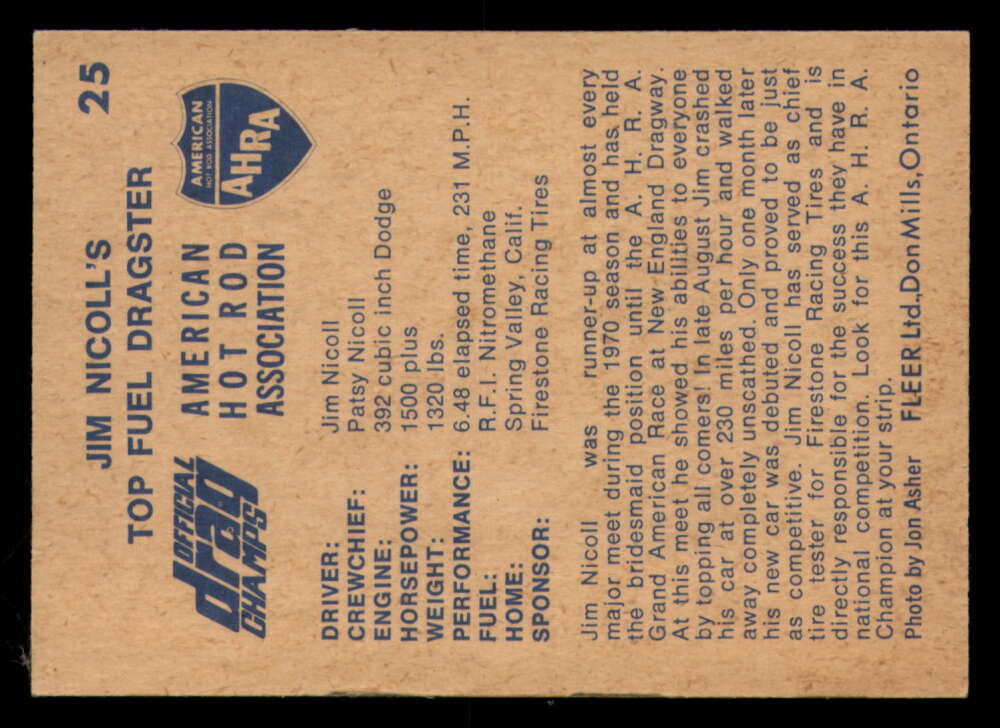 JIM NICOLL'S 25
TOP FUEL DRAGSTER
OFFICIAL
drag
CHAMPS
AMERICAN
HOT ROD
ASSOCIATION
AMERICAN
HOT ROD ASSOCIATION
AHRA
DRIVER: Jim Nicoll
CREWCHIEF: Patsy Nicoll
ENGINE: 392 cubic inch Dodge
HORSEPOWER: 1500 plus
WEIGHT: 1320 lbs.
PERFORMANCE: 6.48 elapsed time, 231 M.P.H.
FUEL: R.F.I. Nitromethane
HOME: Spring Valley, Calif.
SPONSOR: Firestone Racing Tires
Jim Nicoll was runner-up at almost every
major meet during the 1970 season and has held
the bridesmaid position until the A. H. R. A.
Grand American Race at New England Dragway.
At this meet he showed his abilities to everyone
by topping all comers! In late August Jim crashed
his car at over 230 miles per hour and walked
away completely unscathed. Only one month later
his new car was debuted and proved to be just
as competitive. Jim Nicoll has served as chief
tire tester for Firestone Racing Tires and is
directly responsible for the success they have in
national competition. Look for this A. H. R. A.
Champion at your strip.
Photo by Jon Asher FLEER Ltd., Don Mills, Ontario